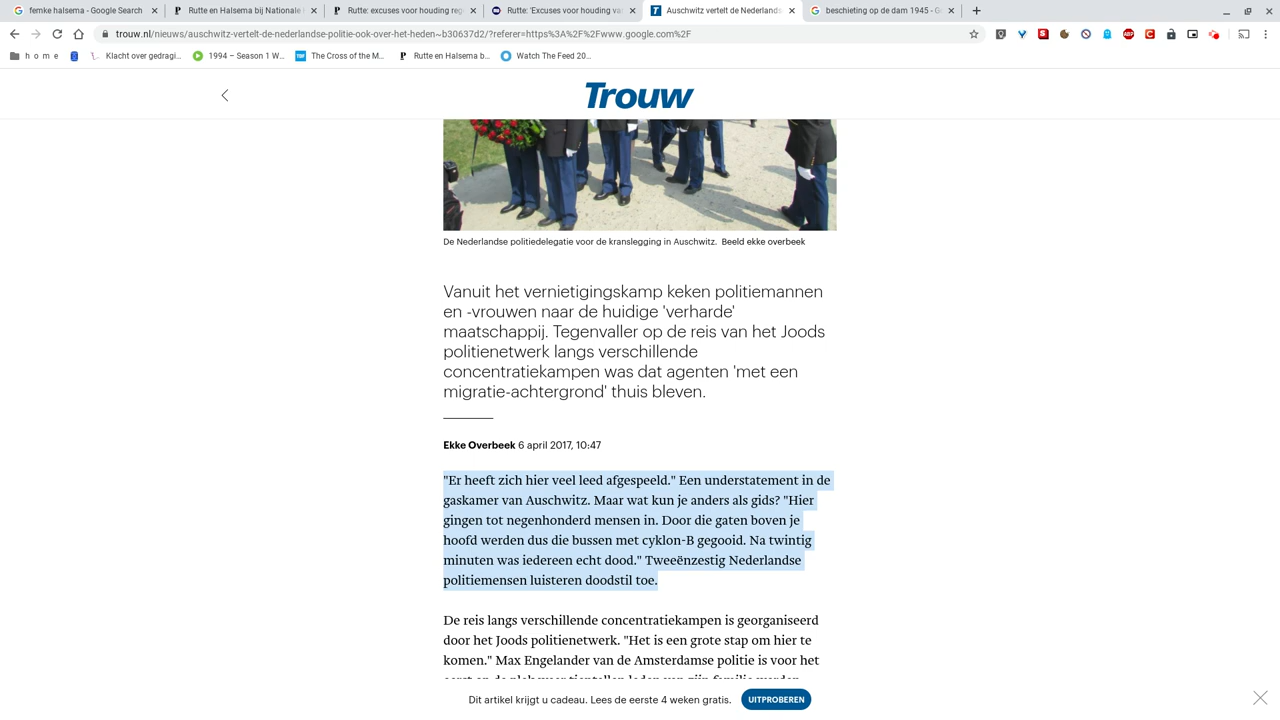 femke halsema - Google Search
Rutte en Halsema bij Nationale
Rutte: excuses voor houding reg
Rutte: 'Excuses voor houding va
Auschwitz vertelt de Nederlands
beschieting op de dam 1945 - G
trouw.nl/nieuws/auschwitz-vertelt-de-nederlandse-politie-ook-over-het-heden~b30637d2/?referer=https%3A%2F%2Fwww.google.com%2F
h o m e
Klacht over gedragi...
1994 – Season 1 W...
The Cross of the M...
Rutte en Halsema b...
Watch The Feed 20...
Trouw
De Nederlandse politiedelegatie voor de kranslegging in Auschwitz. Beeld ekke overbeek
Vanuit het vernietigingskamp keken politiemannen
en -vrouwen naar de huidige 'verharde'
maatschappij. Tegenvaller op de reis van het Joods
politienetwerk langs verschillende
concentratiekampen was dat agenten 'met een
migratie-achtergrond' thuis bleven.
Ekke Overbeek 6 april 2017, 10:47
"Er heeft zich hier veel leed afgespeeld." Een understatement in de
gaskamer van Auschwitz. Maar wat kun je anders als gids? "Hier
gingen tot negenhonderd mensen in. Door die gaten boven je
hoofd werden dus die bussen met cyklon-B gegooid. Na twintig
minuten was iedereen echt dood." Tweeënzestig Nederlandse
politiemensen luisteren doodstil toe.
De reis langs verschillende concentratiekampen is georganiseerd
door het Joods politienetwerk. "Het is een grote stap om hier te
komen." Max Engelander van de Amsterdamse politie is voor het
Dit artikel krijgt u cadeau. Lees de eerste 4 weken gratis.
UITPROBEREN